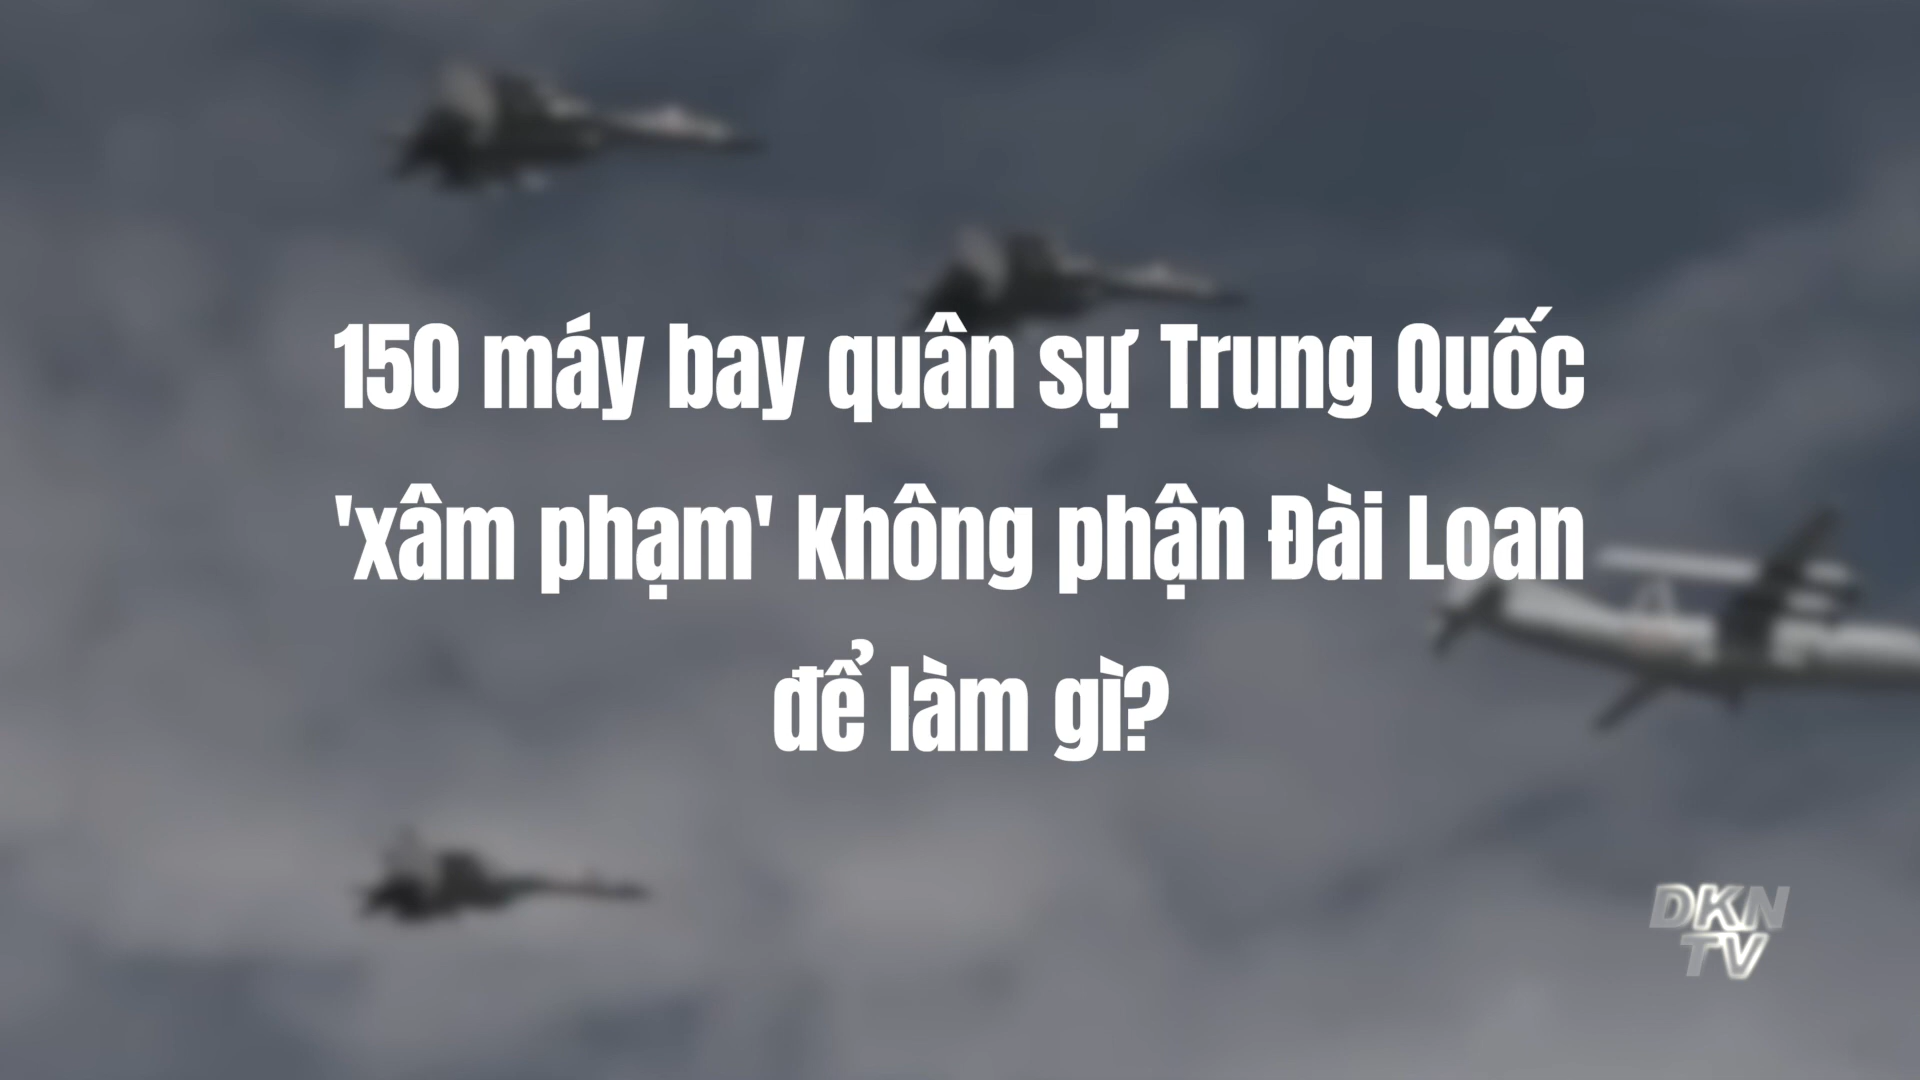 150 máy bay quân sự Trung Quốc
'xâm phạm' không phận Đài Loan
để làm gì?
DKN
TV